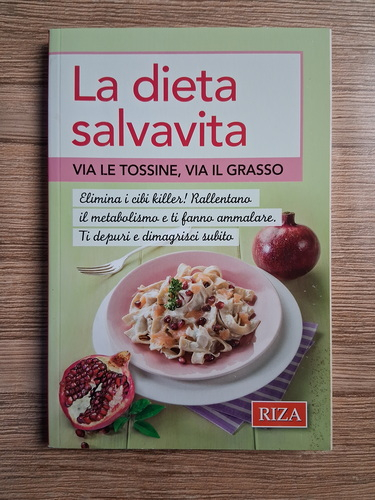 La dieta
salvavita
VIA LE TOSSINE, VIA IL GRASSO
Elimina i cibi killer! Rallentano
il metabolismo e ti fanno ammalare.
Ti depuri e dimagrisci subito
RIZA